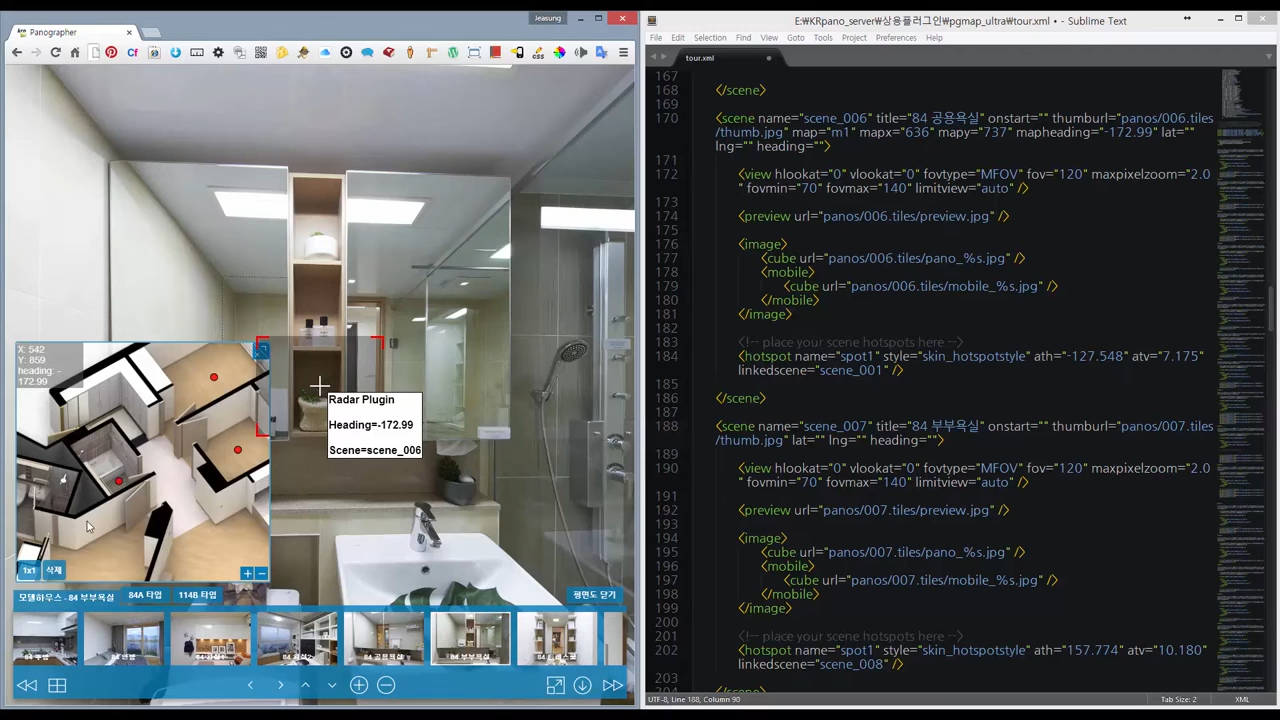 Jeasung
Panographer
X: 542
Y: 859
heading: -
172.99
Radar Plugin
Heading=-172.99
Scene=scene_006
1x1 삭제
+ −
모델하우스 - 84 부부욕실 84A 타입 114B 타입 평면도 닫기
E:\KRpano_server\상용플러그인\pgmap_ultra\tour.xml • - Sublime Text
File Edit Selection Find View Goto Tools Project Preferences Help
tour.xml
167
168 </scene>
169
170 <scene name="scene_006" title="84 공용욕실" onstart="" thumburl="panos/006.tiles
/thumb.jpg" map="m1" mapx="636" mapy="737" mapheading="-172.99" lat=""
lng="" heading="">
171
172 <view hlookat="0" vlookat="0" fovtype="MFOV" fov="120" maxpixelzoom="2.0
" fovmin="70" fovmax="140" limitview="auto" />
173
174 <preview url="panos/006.tiles/preview.jpg" />
175
176 <image>
177 <cube url="panos/006.tiles/pano_%s.jpg" />
178 <mobile>
179 <cube url="panos/006.tiles/mobile_%s.jpg" />
180 </mobile>
181 </image>
182
183 <!-- place your scene hotspots here -->
184 <hotspot name="spot1" style="skin_hotspotstyle" ath="-127.548" atv="7.175"
linkedscene="scene_001" />
185
186 </scene>
187
188 <scene name="scene_007" title="84 부부욕실" onstart="" thumburl="panos/007.tiles
/thumb.jpg" lat="" lng="" heading="">
189
190 <view hlookat="0" vlookat="0" fovtype="MFOV" fov="120" maxpixelzoom="2.0
" fovmin="70" fovmax="140" limitview="auto" />
191
192 <preview url="panos/007.tiles/preview.jpg" />
193
194 <image>
195 <cube url="panos/007.tiles/pano_%s.jpg" />
196 <mobile>
197 <cube url="panos/007.tiles/mobile_%s.jpg" />
198 </mobile>
199 </image>
200
201 <!-- place your scene hotspots here -->
202 <hotspot name="spot1" style="skin_hotspotstyle" ath="157.774" atv="10.180"
linkedscene="scene_008" />
203
UTF-8, Line 188, Column 90 Tab Size: 2 XML